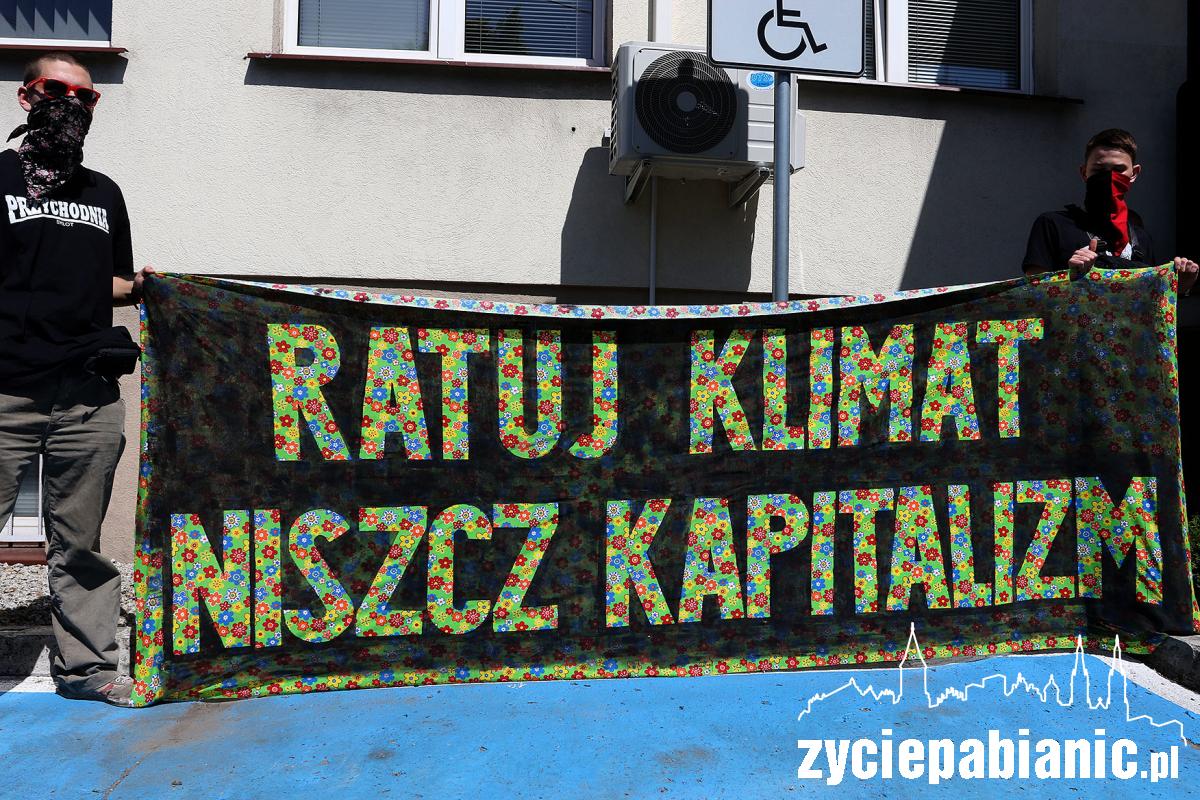 PRZYCHODNIA
RATUJ KLIMAT
NISZCZ KAPITALIZM
zyciepabianic.pl